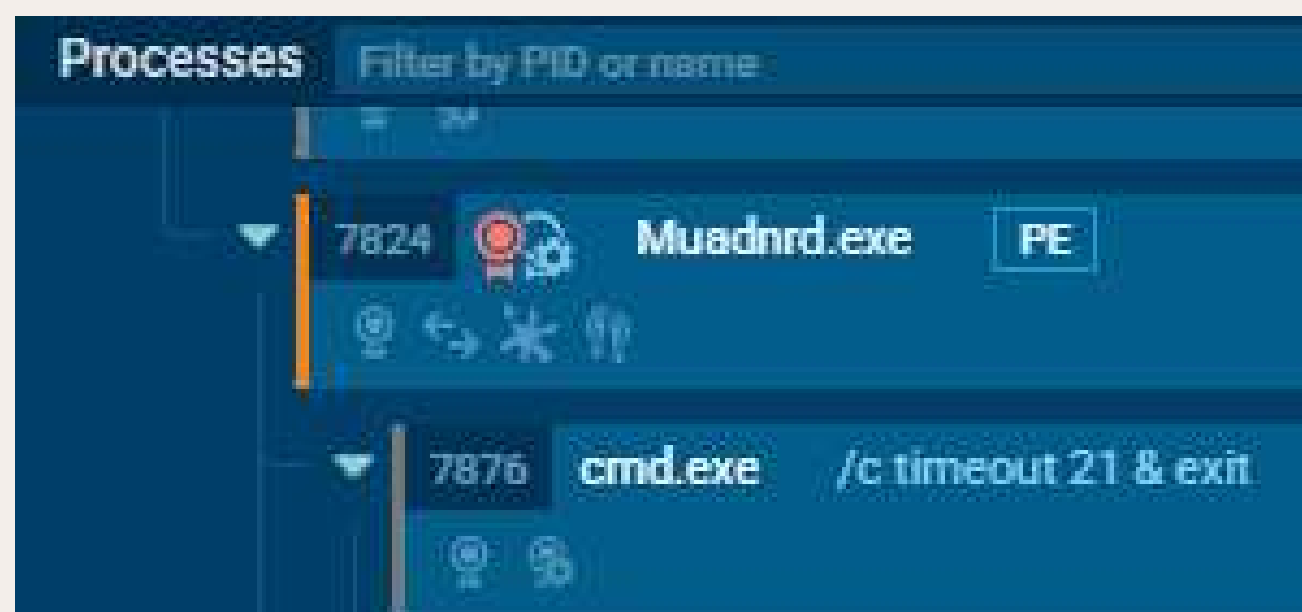 Processes Filter by PID or name
7824 Muadnrd.exe PE
7876 cmd.exe /c timeout 21 & exit